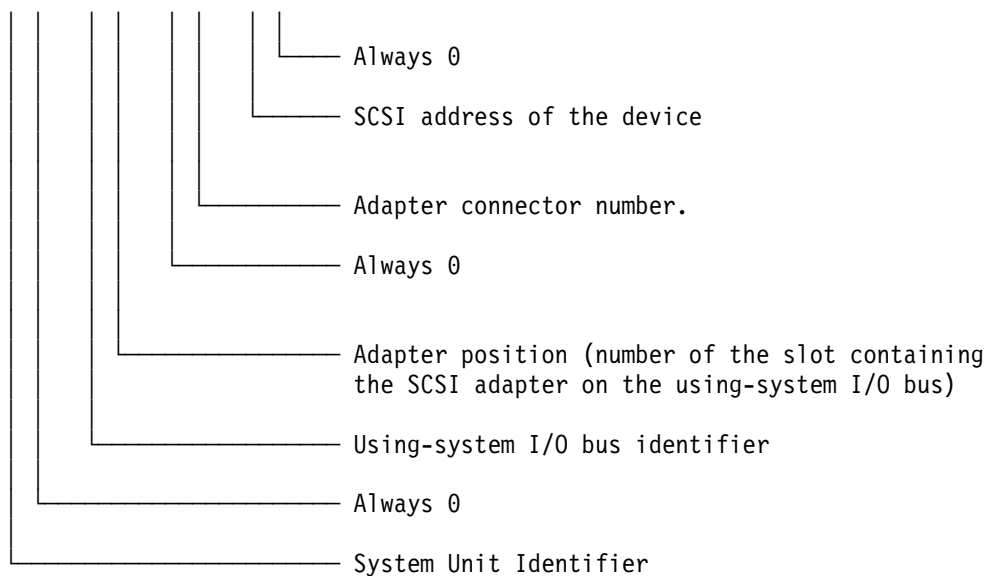 Always 0
SCSI address of the device
Adapter connector number.
Always 0
Adapter position (number of the slot containing
the SCSI adapter on the using-system I/O bus)
Using-system I/O bus identifier
Always 0
System Unit Identifier